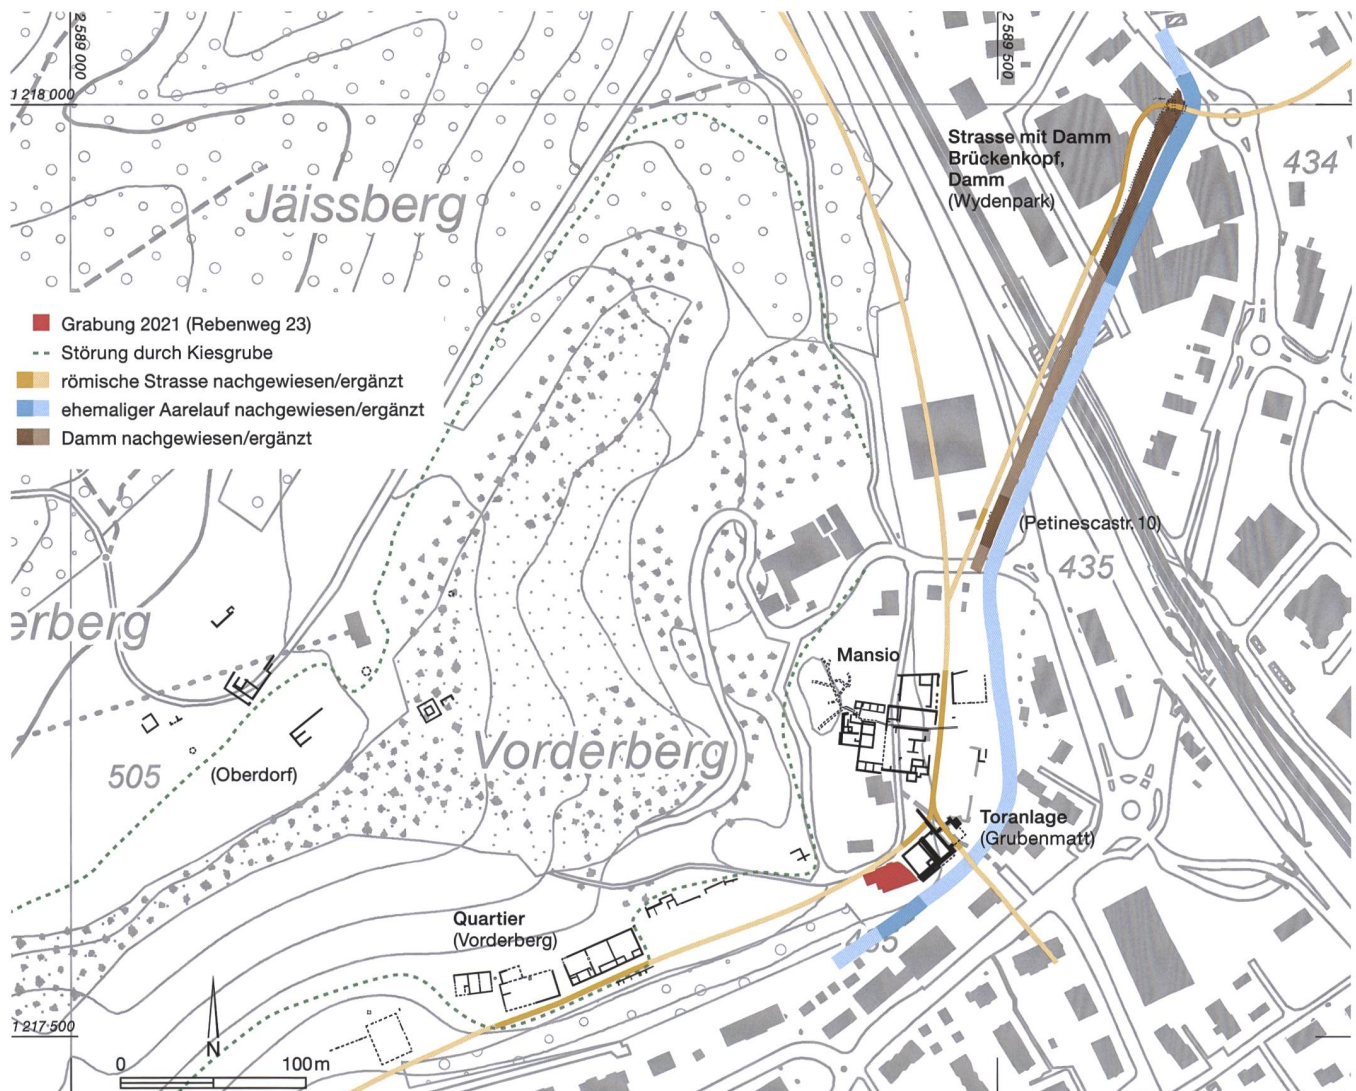 2 589 000
2 589 500
1 218 000
Strasse mit Damm
Brückenkopf,
Damm
(Wydenpark)
434
Jäissberg
Grabung 2021 (Rebenweg 23)
Störung durch Kiesgrube
römische Strasse nachgewiesen/ergänzt
ehemaliger Aarelauf nachgewiesen/ergänzt
Damm nachgewiesen/ergänzt
(Petinescastr. 10)
435
erberg
Mansio
Vorderberg
505
(Oberdorf)
Toranlage
(Grubenmatt)
Quartier
(Vorderberg)
435
1 217 500
N
0 100 m